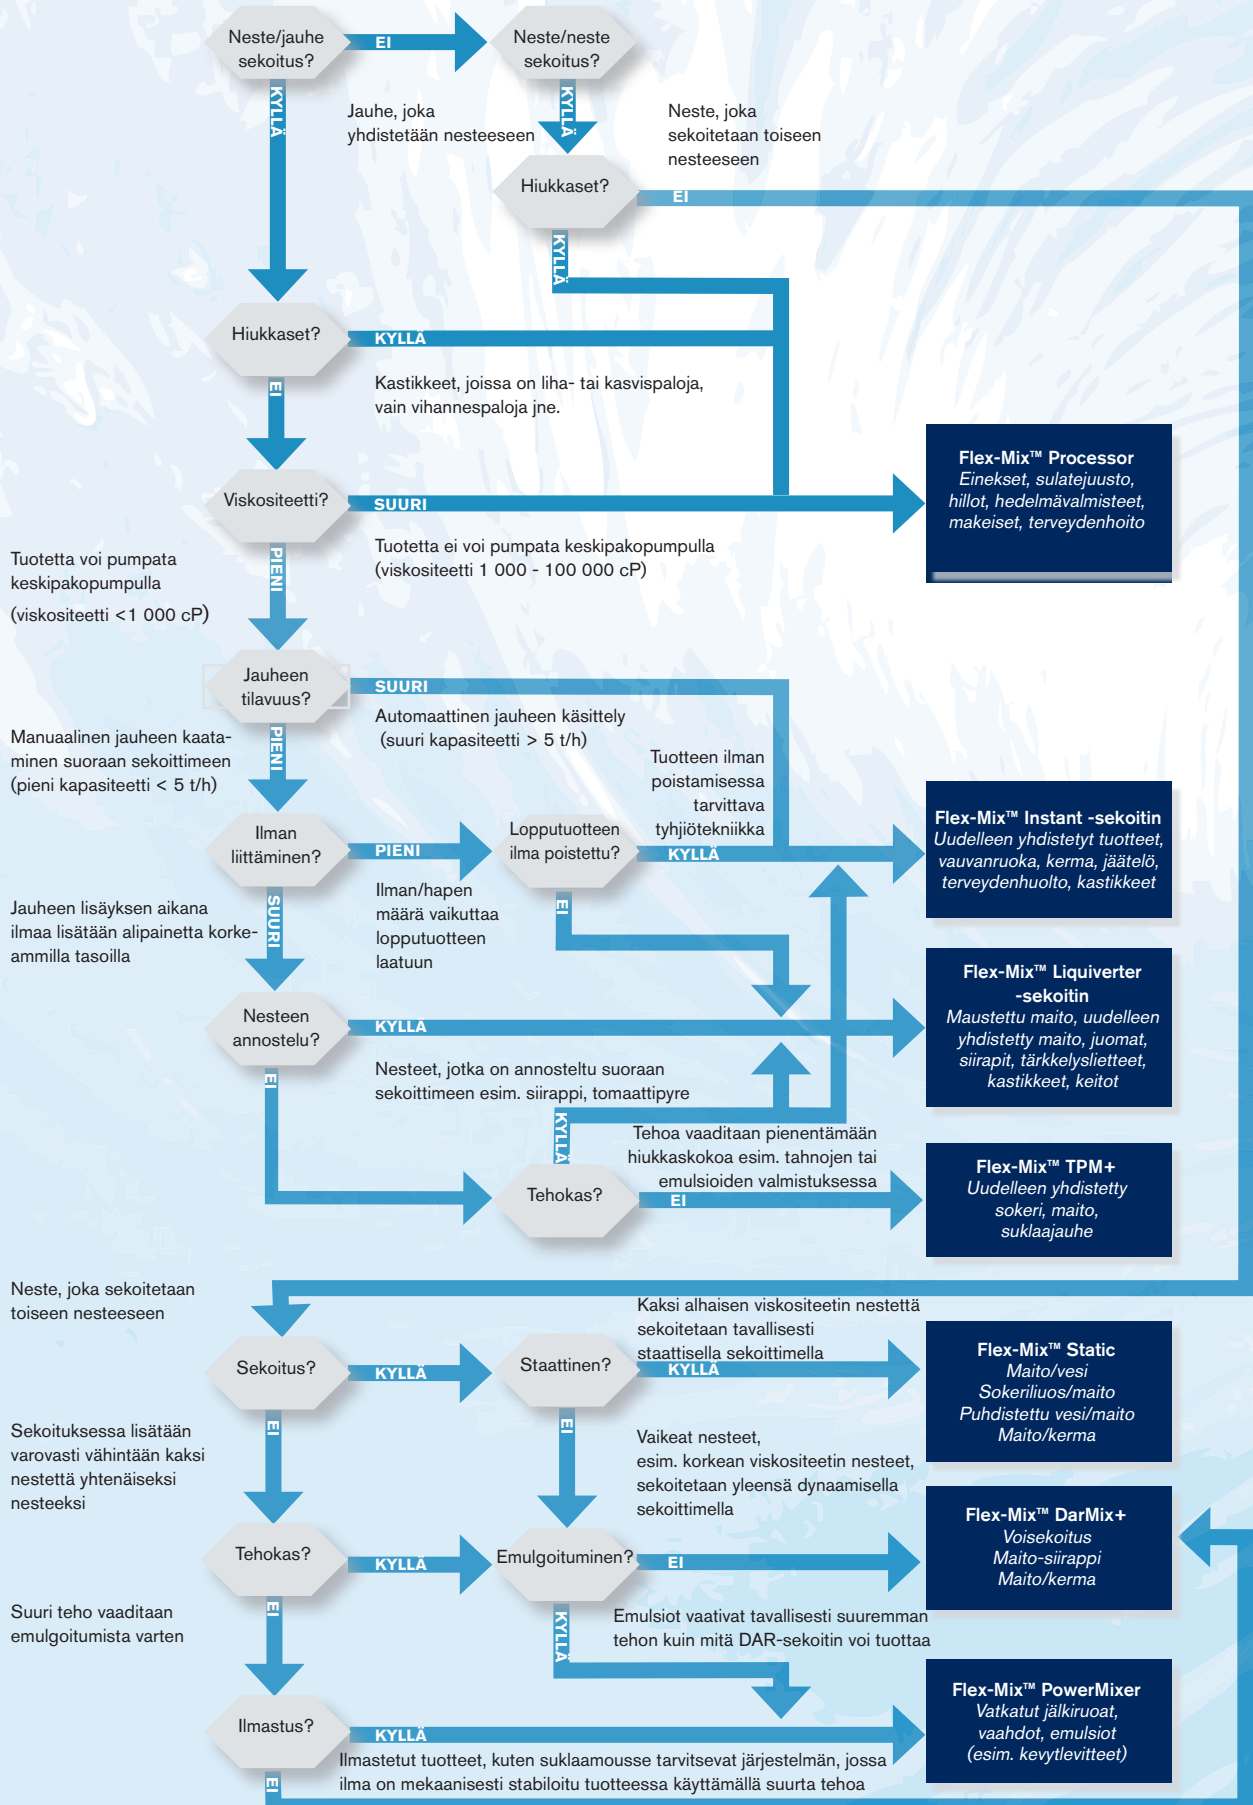 Neste/jauhe
sekoitus?
EI
Neste/neste
sekoitus?
KYLLÄ
Jauhe, joka
yhdistetään nesteeseen
KYLLÄ
Neste, joka
sekoitetaan toiseen
nesteeseen
Hiukkaset?
EI
KYLLÄ
Hiukkaset?
KYLLÄ
EI
Kastikkeet, joissa on liha- tai kasvispaloja,
vain vihannespaloja jne.
Viskositeetti?
SUURI
Flex-Mix™ Processor
Einekset, sulatejuusto,
hillot, hedelmävalmisteet,
makeiset, terveydenhoito
Tuotetta voi pumpata
keskipakopumpulla
(viskositeetti <1 000 cP)
PIENI
Tuotetta ei voi pumpata keskipakopumpulla
(viskositeetti 1 000 - 100 000 cP)
Jauheen
tilavuus?
SUURI
Automaattinen jauheen käsittely
(suuri kapasiteetti > 5 t/h)
Manuaalinen jauheen kaata-
minen suoraan sekoittimeen
(pieni kapasiteetti < 5 t/h)
PIENI
Tuotteen ilman
poistamisessa
tarvittava
tyhjiötekniikka
Ilman
liittäminen?
PIENI
Lopputuotteen
ilma poistettu?
KYLLÄ
Flex-Mix™ Instant -sekoitin
Uudelleen yhdistetyt tuotteet,
vauvanruoka, kerma, jäätelö,
terveydenhuolto, kastikkeet
Jauheen lisäyksen aikana
ilmaa lisätään alipainetta korke-
ammilla tasoilla
SUURI
Ilman/hapen
määrä vaikuttaa
lopputuotteen
laatuun
EI
Nesteen
annostelu?
KYLLÄ
Flex-Mix™ Liquiverter
-sekoitin
Maustettu maito, uudelleen
yhdistetty maito, juomat,
siirapit, tärkkelyslietteet,
kastikkeet, keitot
EI
Nesteet, jotka on annosteltu suoraan
sekoittimeen esim. siirappi, tomaattipyre
KYLLÄ
Tehoa vaaditaan pienentämään
hiukkaskokoa esim. tahnojen tai
emulsioiden valmistuksessa
Tehokas?
EI
Flex-Mix™ TPM+
Uudelleen yhdistetty
sokeri, maito,
suklaajauhe
Neste, joka sekoitetaan
toiseen nesteeseen
Kaksi alhaisen viskositeetin nestettä
sekoitetaan tavallisesti
staattisella sekoittimella
Sekoitus?
KYLLÄ
Staattinen?
KYLLÄ
Flex-Mix™ Static
Maito/vesi
Sokeriliuos/maito
Puhdistettu vesi/maito
Maito/kerma
Sekoituksessa lisätään
varovasti vähintään kaksi
nestettä yhtenäiseksi
nesteeksi
EI
EI
Vaikeat nesteet,
esim. korkean viskositeetin nesteet,
sekoitetaan yleensä dynaamisella
sekoittimella
Tehokas?
KYLLÄ
Emulgoituminen?
EI
Flex-Mix™ DarMix+
Voisekoitus
Maito-siirappi
Maito/kerma
Suuri teho vaaditaan
emulgoitumista varten
EI
KYLLÄ
Emulsiot vaativat tavallisesti suuremman
tehon kuin mitä DAR-sekoitin voi tuottaa
Ilmastus?
KYLLÄ
Flex-Mix™ PowerMixer
Vatkatut jälkiruoat,
vaahdot, emulsiot
(esim. kevytlevitteet)
Ilmastetut tuotteet, kuten suklaamousse tarvitsevat järjestelmän, jossa
ilma on mekaanisesti stabiloitu tuotteessa käyttämällä suurta tehoa
EI